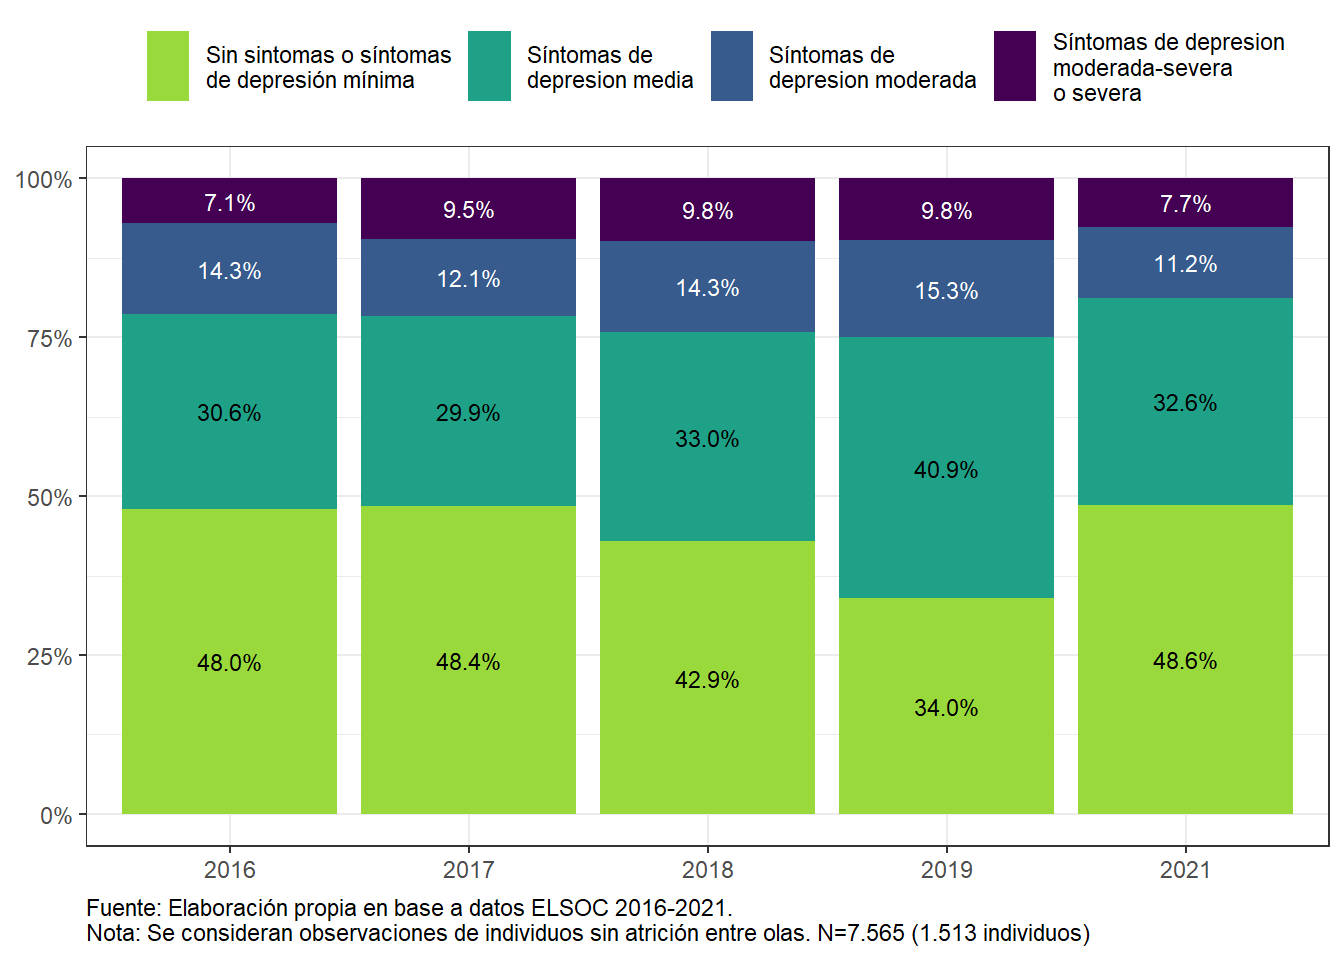 Sin sintomas o síntomas
de depresión mínima
Síntomas de
depresion media
Síntomas de
depresion moderada
Síntomas de depresion
moderada-severa
o severa
100%
75%
50%
25%
0%
7.1%
14.3%
30.6%
48.0%
9.5%
12.1%
29.9%
48.4%
9.8%
14.3%
33.0%
42.9%
9.8%
15.3%
40.9%
34.0%
7.7%
11.2%
32.6%
48.6%
2016
2017
2018
2019
2021
Fuente: Elaboración propia en base a datos ELSOC 2016-2021.
Nota: Se consideran observaciones de individuos sin atrición entre olas. N=7.565 (1.513 individuos)